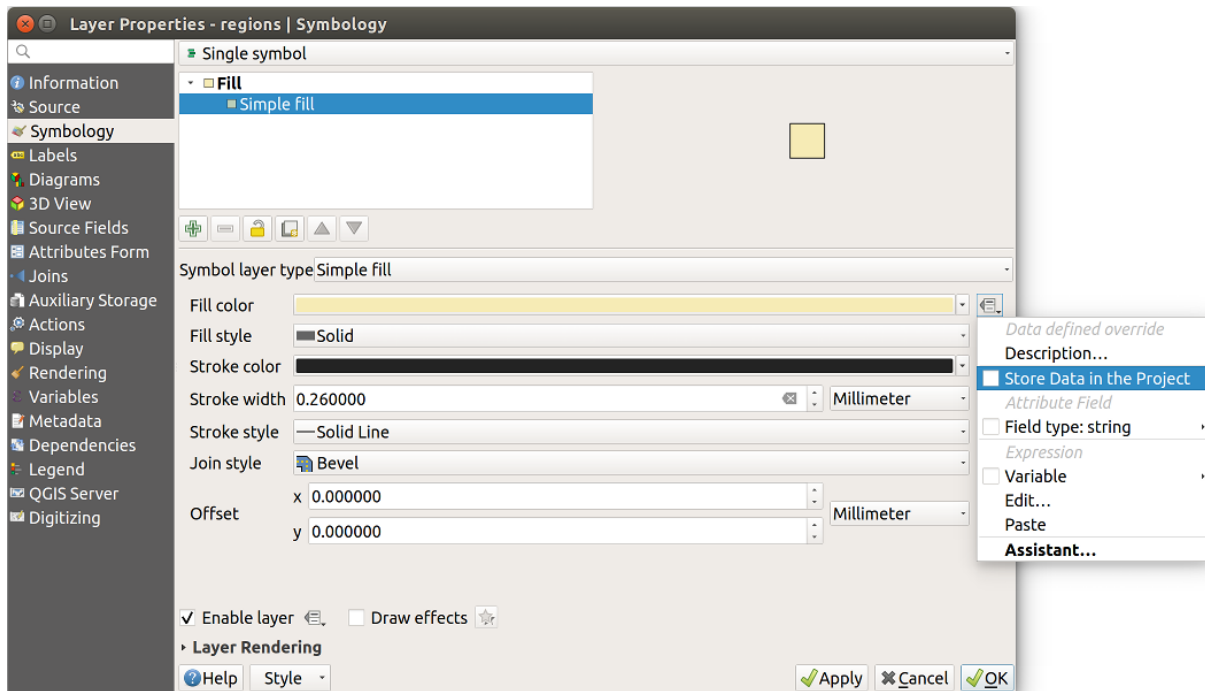 Layer Properties - regions | Symbology
Single symbol
Information
Source
Symbology
Labels
Diagrams
3D View
Source Fields
Attributes Form
Joins
Auxiliary Storage
Actions
Display
Rendering
Variables
Metadata
Dependencies
Legend
QGIS Server
Digitizing
Fill
Simple fill
Symbol layer type Simple fill
Fill color
Fill style Solid
Stroke color
Stroke width 0.260000 Millimeter
Stroke style Solid Line
Join style Bevel
Offset
x 0.000000
y 0.000000
Millimeter
Data defined override
Description...
Store Data in the Project
Attribute Field
Field type: string
Expression
Variable
Edit...
Paste
Assistant...
Enable layer Draw effects
Layer Rendering
Help Style Apply Cancel OK